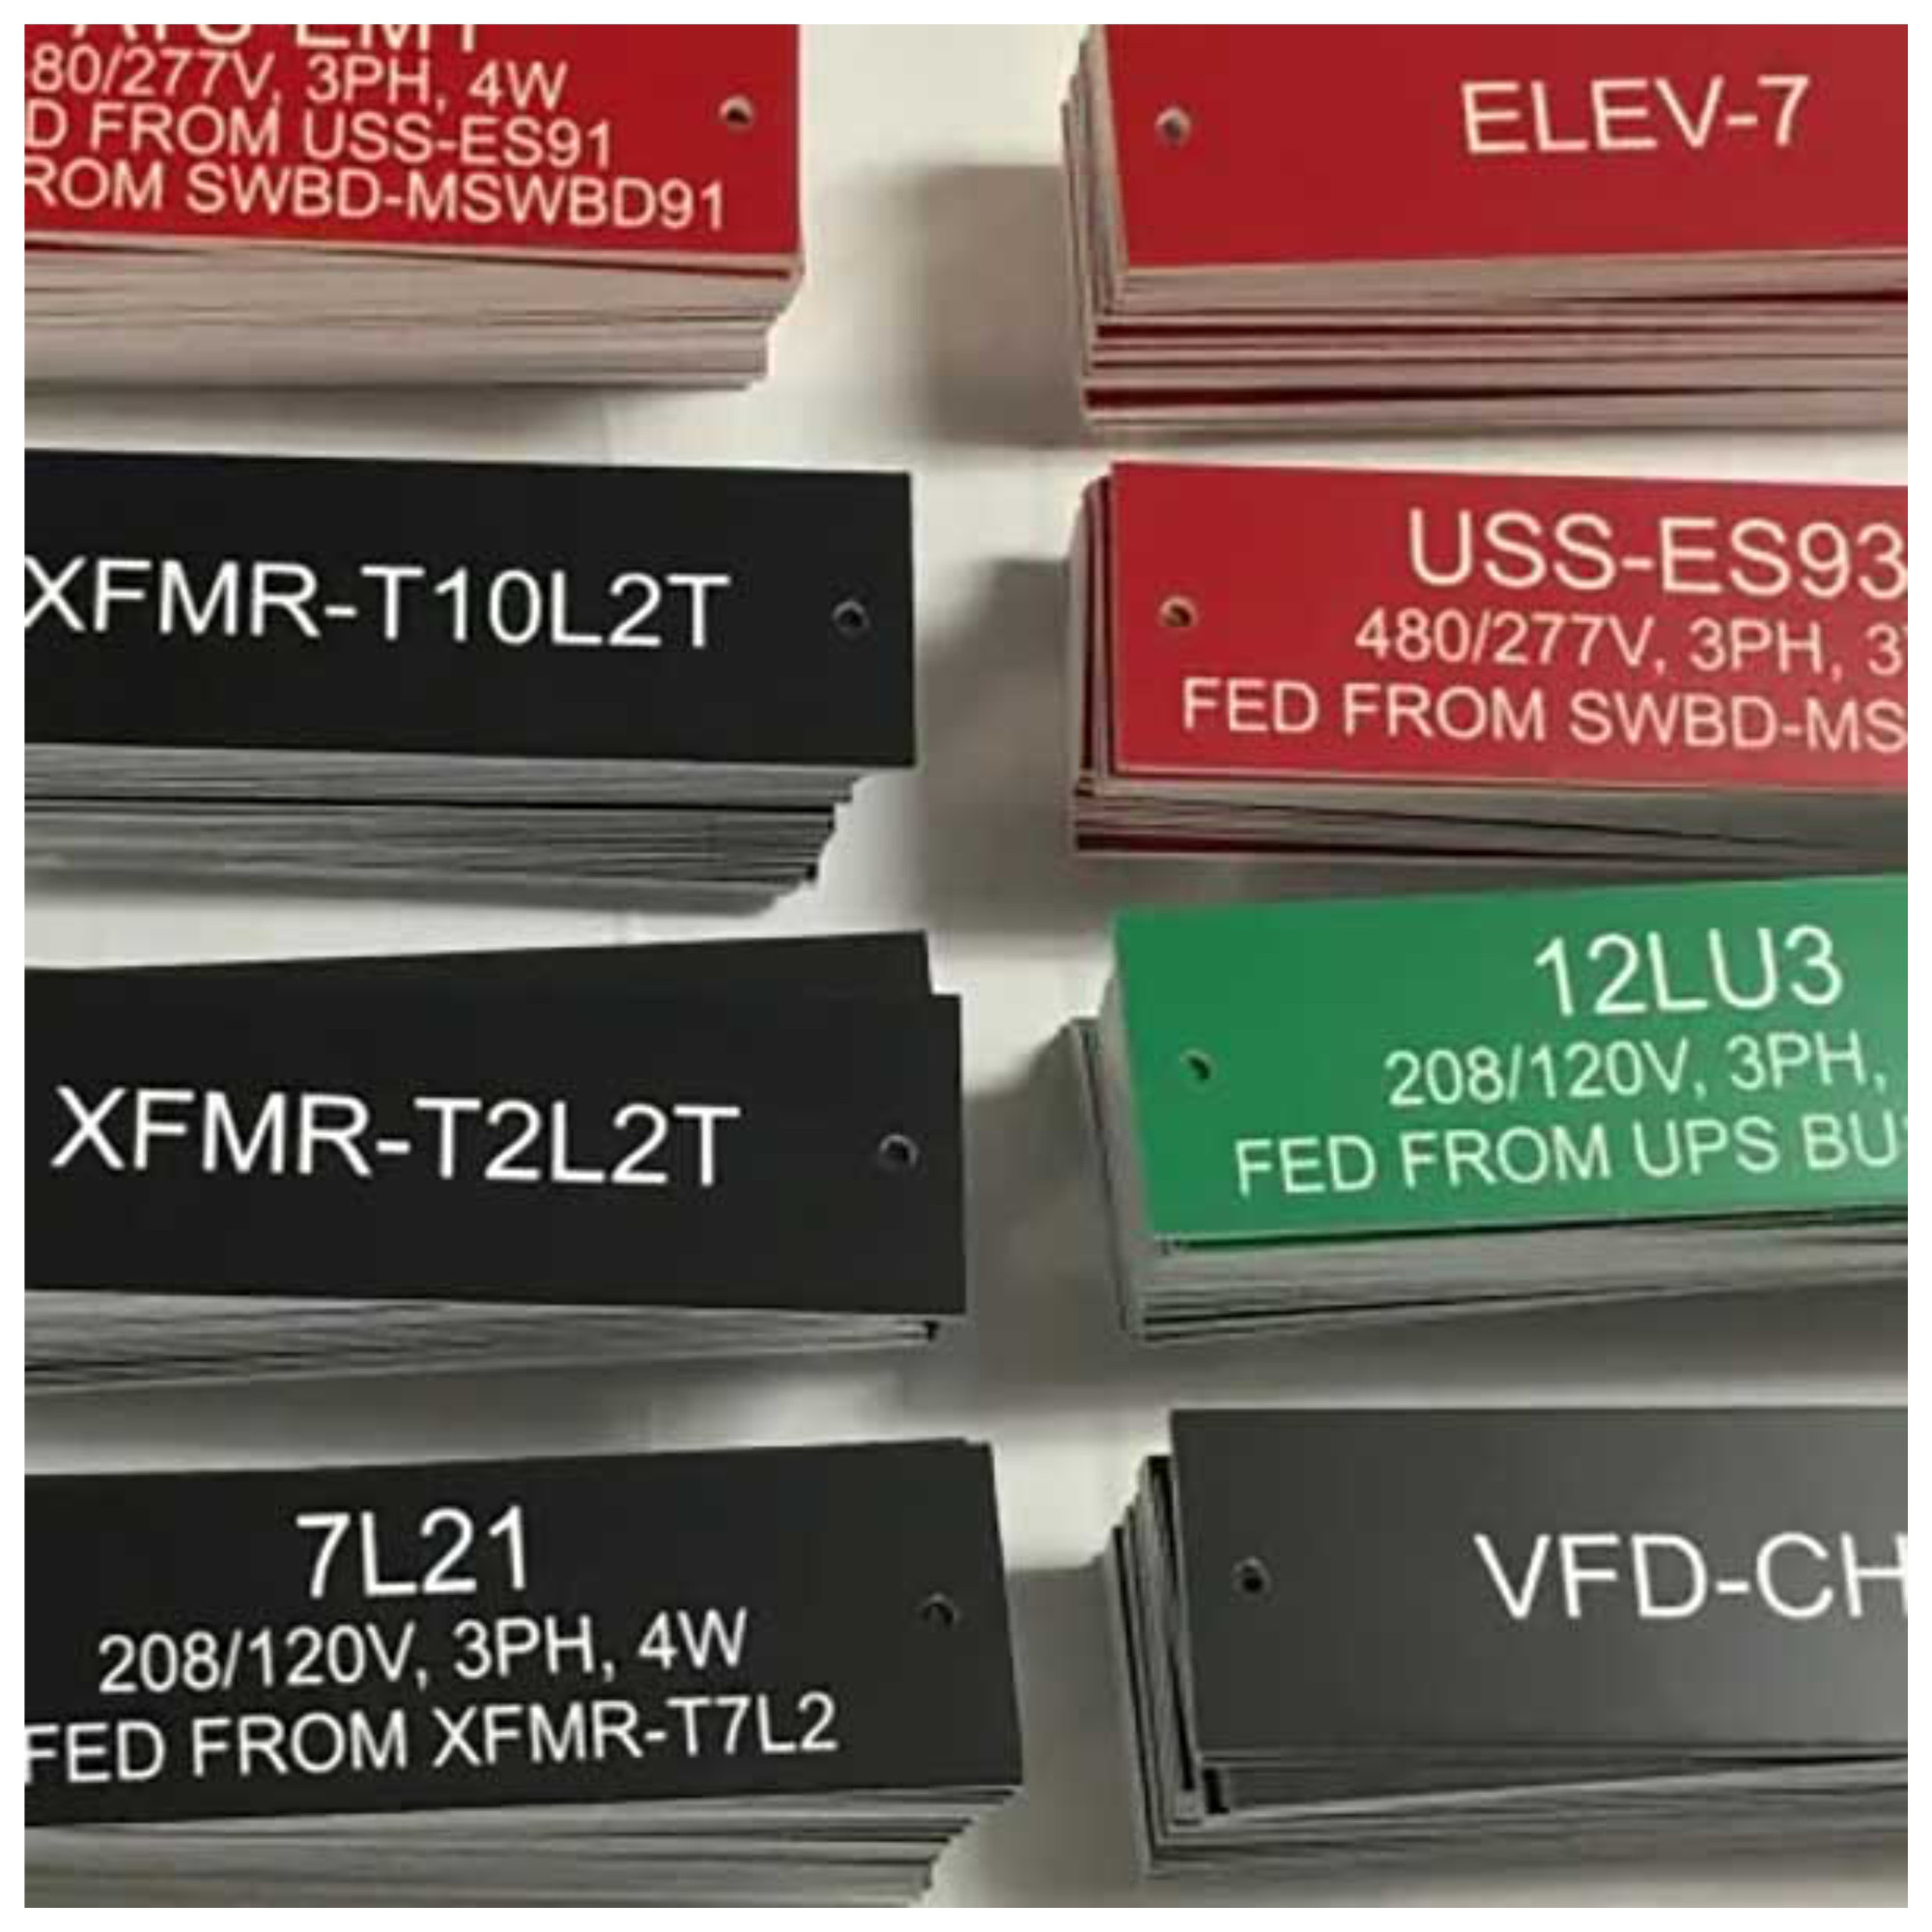 80/277V, 3PH, 4W
D FROM USS-ES91
ROM SWBD-MSWBD91
ELEV-7
XFMR-T10L2T
USS-ES93
480/277V, 3PH, 3
FED FROM SWBD-MS
XFMR-T2L2T
12LU3
208/120V, 3PH,
FED FROM UPS
7L21
208/120V, 3PH, 4W
FED FROM XFMR-T7L2
VFD-CH